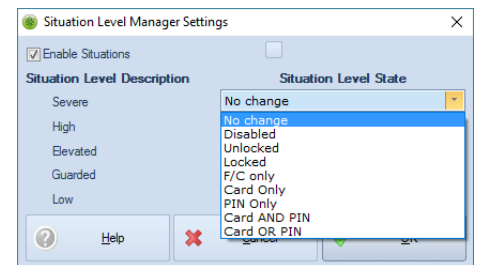 Situation Level Manager Settings
Enable Situations
Situation Level Description Situation Level State
Severe No change
High
Elevated
Guarded
Low
No change
Disabled
Unlocked
Locked
F/C only
Card Only
PIN Only
Card AND PIN
Card OR PIN
Help